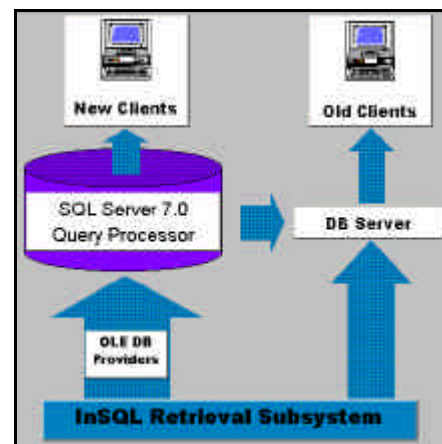 New Clients
Old Clients
SQL Server 7.0
Query Processor
DB Server
OLE DB
Providers
InSQL Retrieval Subsystem